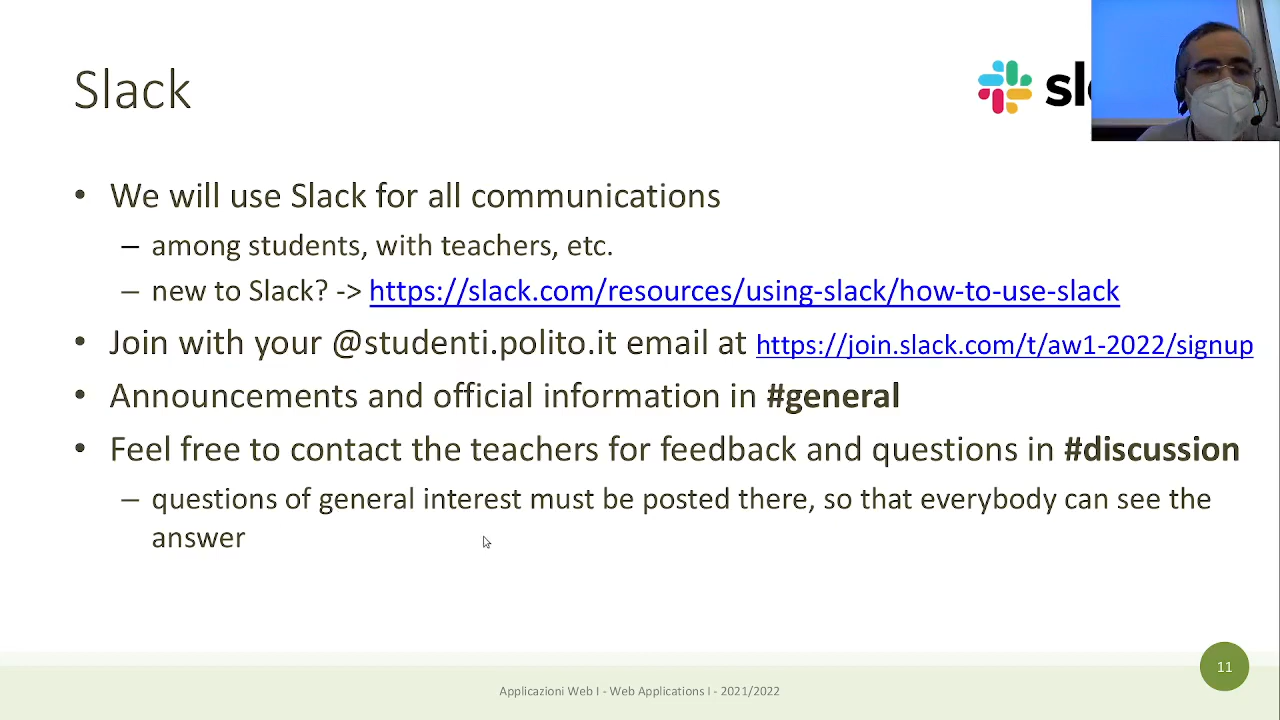 Slack
sl
• We will use Slack for all communications
– among students, with teachers, etc.
– new to Slack? -> https://slack.com/resources/using-slack/how-to-use-slack
• Join with your @studenti.polito.it email at https://join.slack.com/t/aw1-2022/signup
• Announcements and official information in #general
• Feel free to contact the teachers for feedback and questions in #discussion
– questions of general interest must be posted there, so that everybody can see the
answer
11
Applicazioni Web I - Web Applications I - 2021/2022